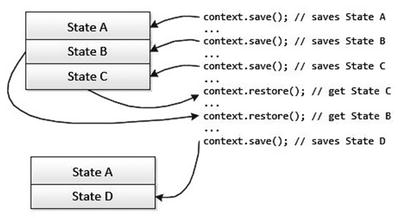 State A
State B
State C
context.save(); // saves State A
...
context.save(); // saves State B
...
context.save(); // saves State C
context.restore(); // get State C
...
context.restore(); // get State B
...
context.save(); // saves State D
State A
State D